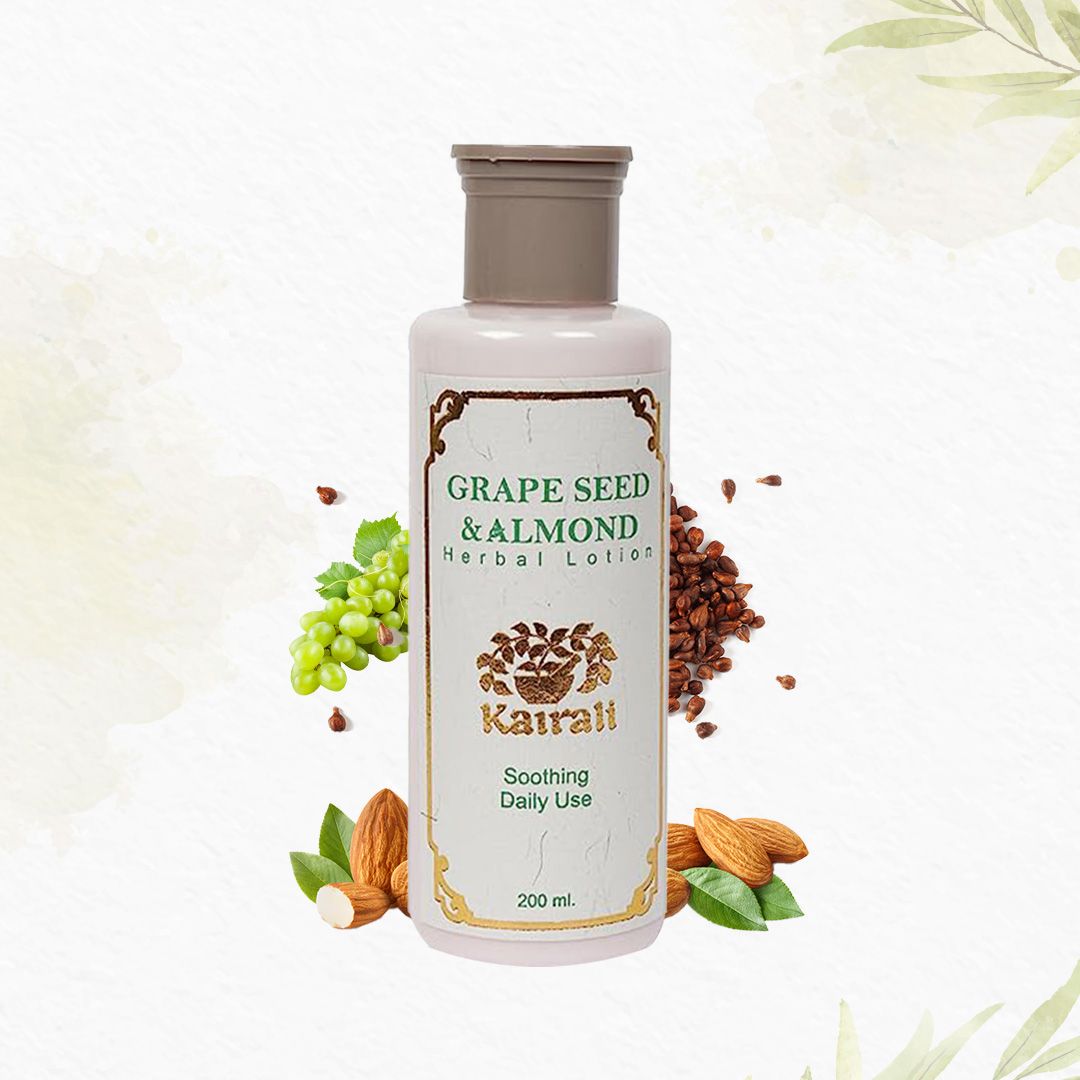 GRAPE SEED
& ALMOND
Herbal Lotion
Kairali
Soothing
Daily Use
200 ml.